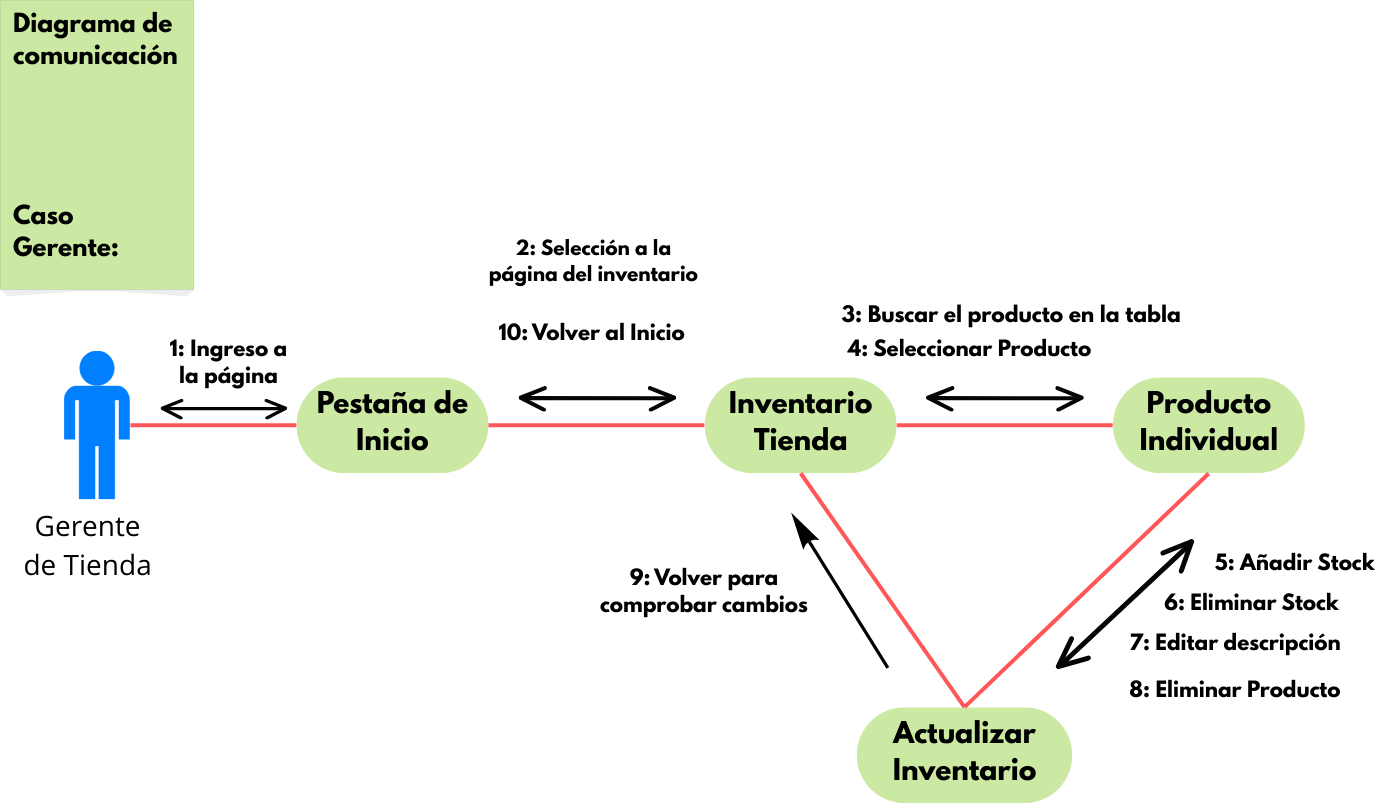 Diagrama de
comunicación
Caso
Gerente:
2: Selección a la
página del inventario
10: Volver al Inicio
3: Buscar el producto en la tabla
4: Seleccionar Producto
1: Ingreso a
la página
Pestaña de
Inicio
Inventario
Tienda
Producto
Individual
Gerente
de Tienda
9: Volver para
comprobar cambios
5: Añadir Stock
6: Eliminar Stock
7: Editar descripción
8: Eliminar Producto
Actualizar
Inventario